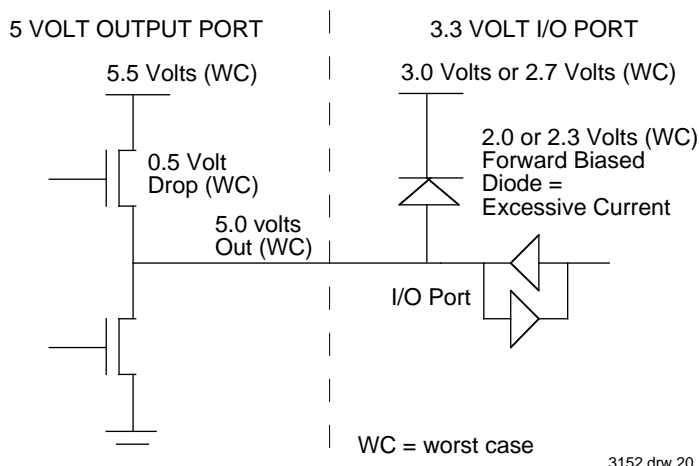 5 VOLT OUTPUT PORT
3.3 VOLT I/O PORT
5.5 Volts (WC)
3.0 Volts or 2.7 Volts (WC)
0.5 Volt
Drop (WC)
2.0 or 2.3 Volts (WC)
Forward Biased
Diode =
Excessive Current
5.0 volts
Out (WC)
I/O Port
WC = worst case
3152 drw 20